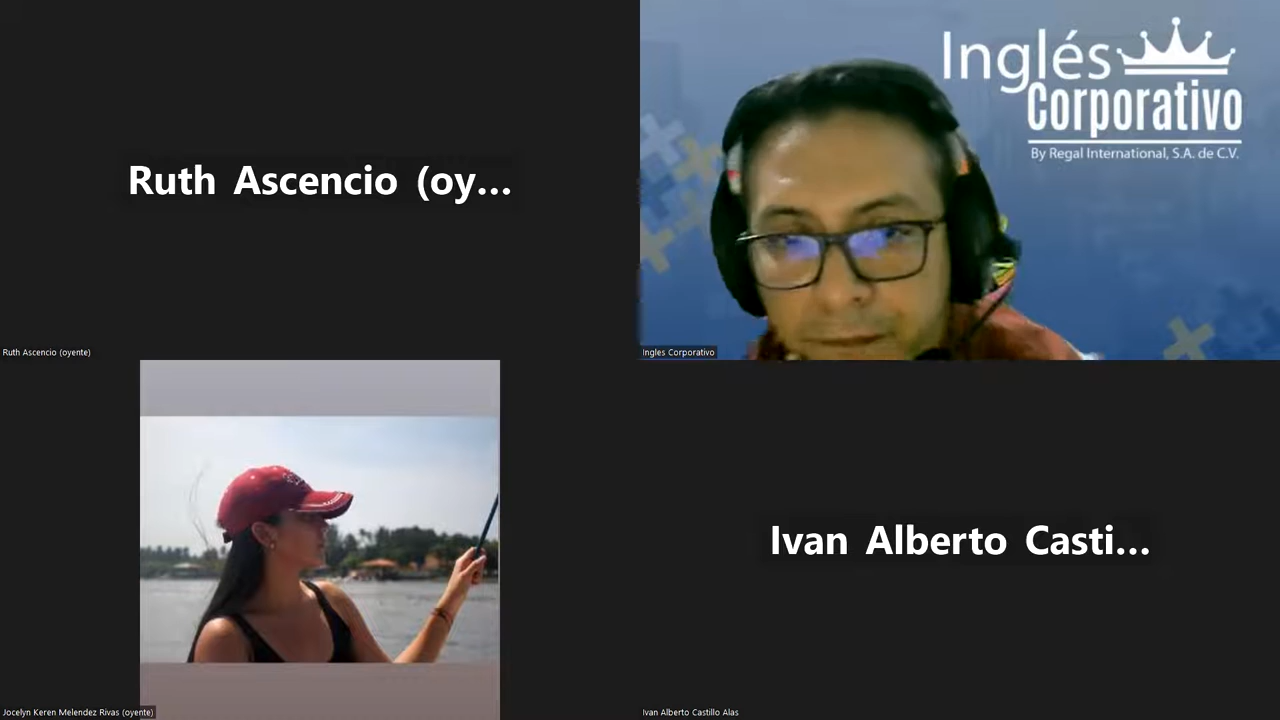 Ruth Ascencio (oy...
Ruth Ascencio (oyente)
Inglés
Corporativo
By Regal International, S.A. de C.V.
Ingles Corporativo
Jocelyn Keren Melendez Rivas (oyente)
Ivan Alberto Casti...
Ivan Alberto Castillo Alas